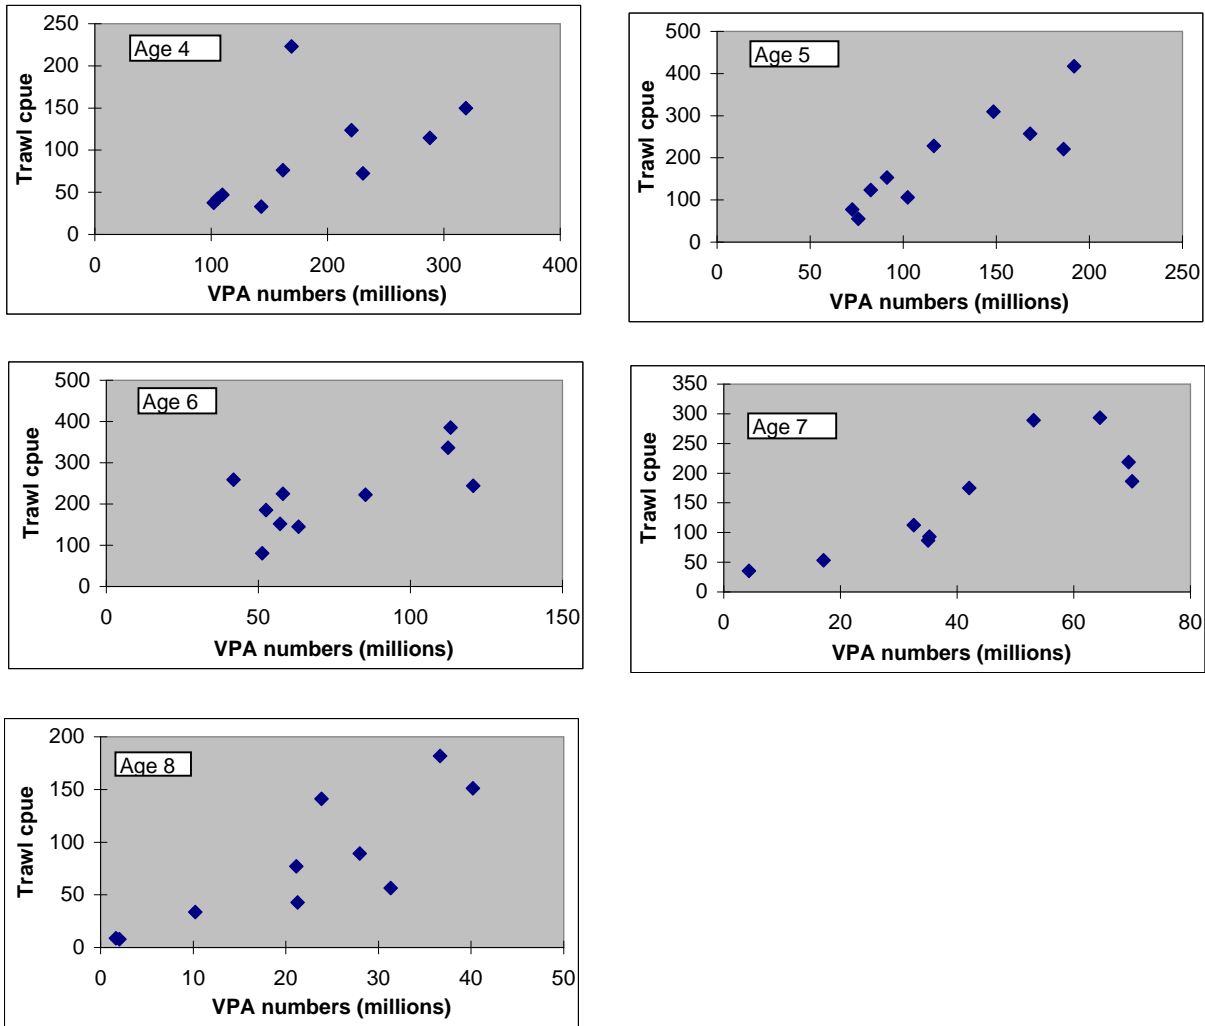 Age 4
Trawl cpue
250
200
150
100
50
0
0 100 200 300 400
VPA numbers (millions)
Age 5
Trawl cpue
500
400
300
200
100
0
0 50 100 150 200 250
VPA numbers (millions)
Age 6
Trawl cpue
500
400
300
200
100
0
0 50 100 150
VPA numbers (millions)
Age 7
Trawl cpue
350
300
250
200
150
100
50
0
0 20 40 60 80
VPA numbers (millions)
Age 8
Trawl cpue
200
150
100
50
0
0 10 20 30 40 50
VPA numbers (millions)